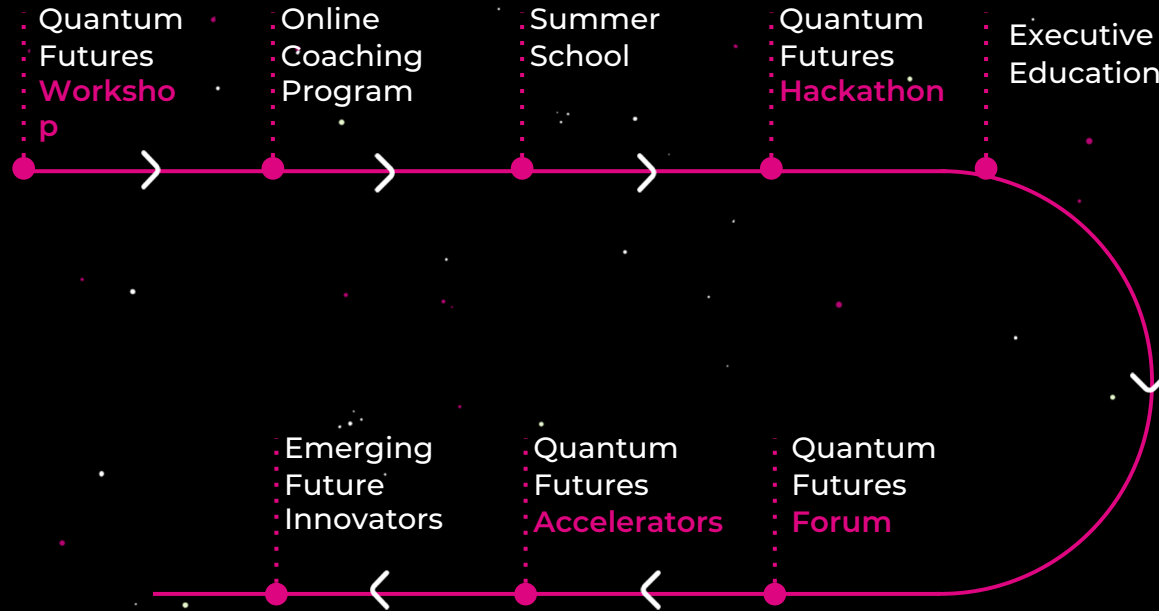 Quantum
Futures
Worksho
p
Online
Coaching
Program
Summer
School
Quantum
Futures
Hackathon
Executive
Education
Emerging
Future
Innovators
Quantum
Futures
Accelerators
Quantum
Futures
Forum